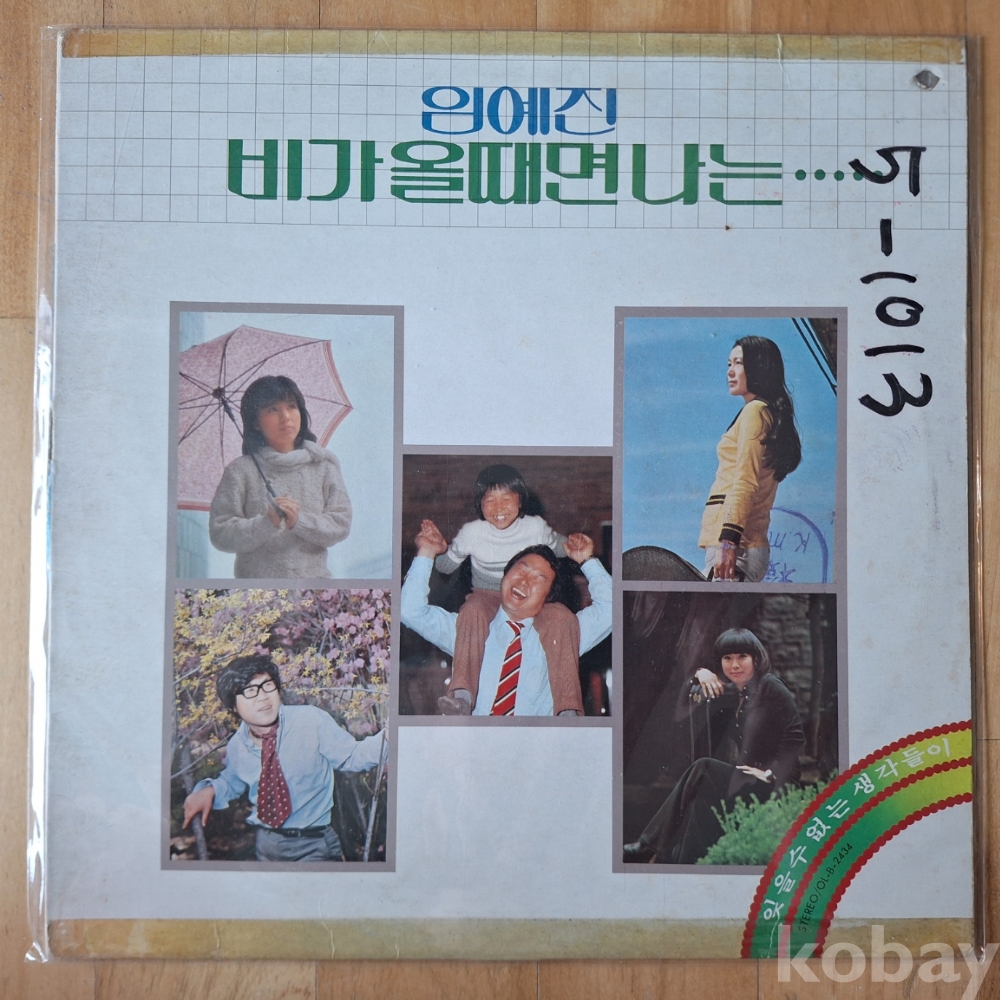 임예진
비가올때면나는....
5-1013
K.m
잊을수없는 생각들이
STEREO/OL-B-2434
kobay